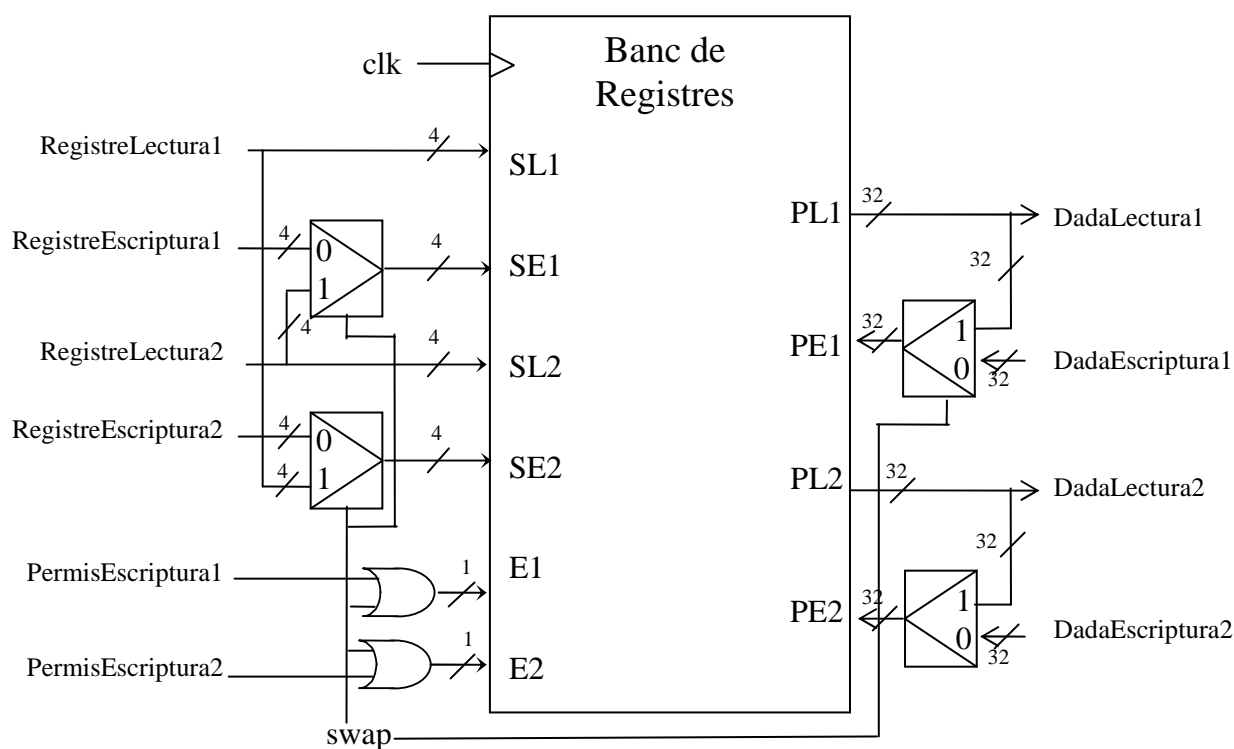 Banc de
Registres
clk
RegistreLectura1
4
SL1
RegistreEscriptura1
4
0
1
4
4
SE1
RegistreLectura2
4
SL2
RegistreEscriptura2
4
0
1
4
4
SE2
PermisEscriptura1
1
E1
PermisEscriptura2
1
E2
swap
PL1
32
DadaLectura1
32
PE1
32
1
0
32
DadaEscriptura1
PL2
32
DadaLectura2
32
PE2
32
1
0
32
DadaEscriptura2